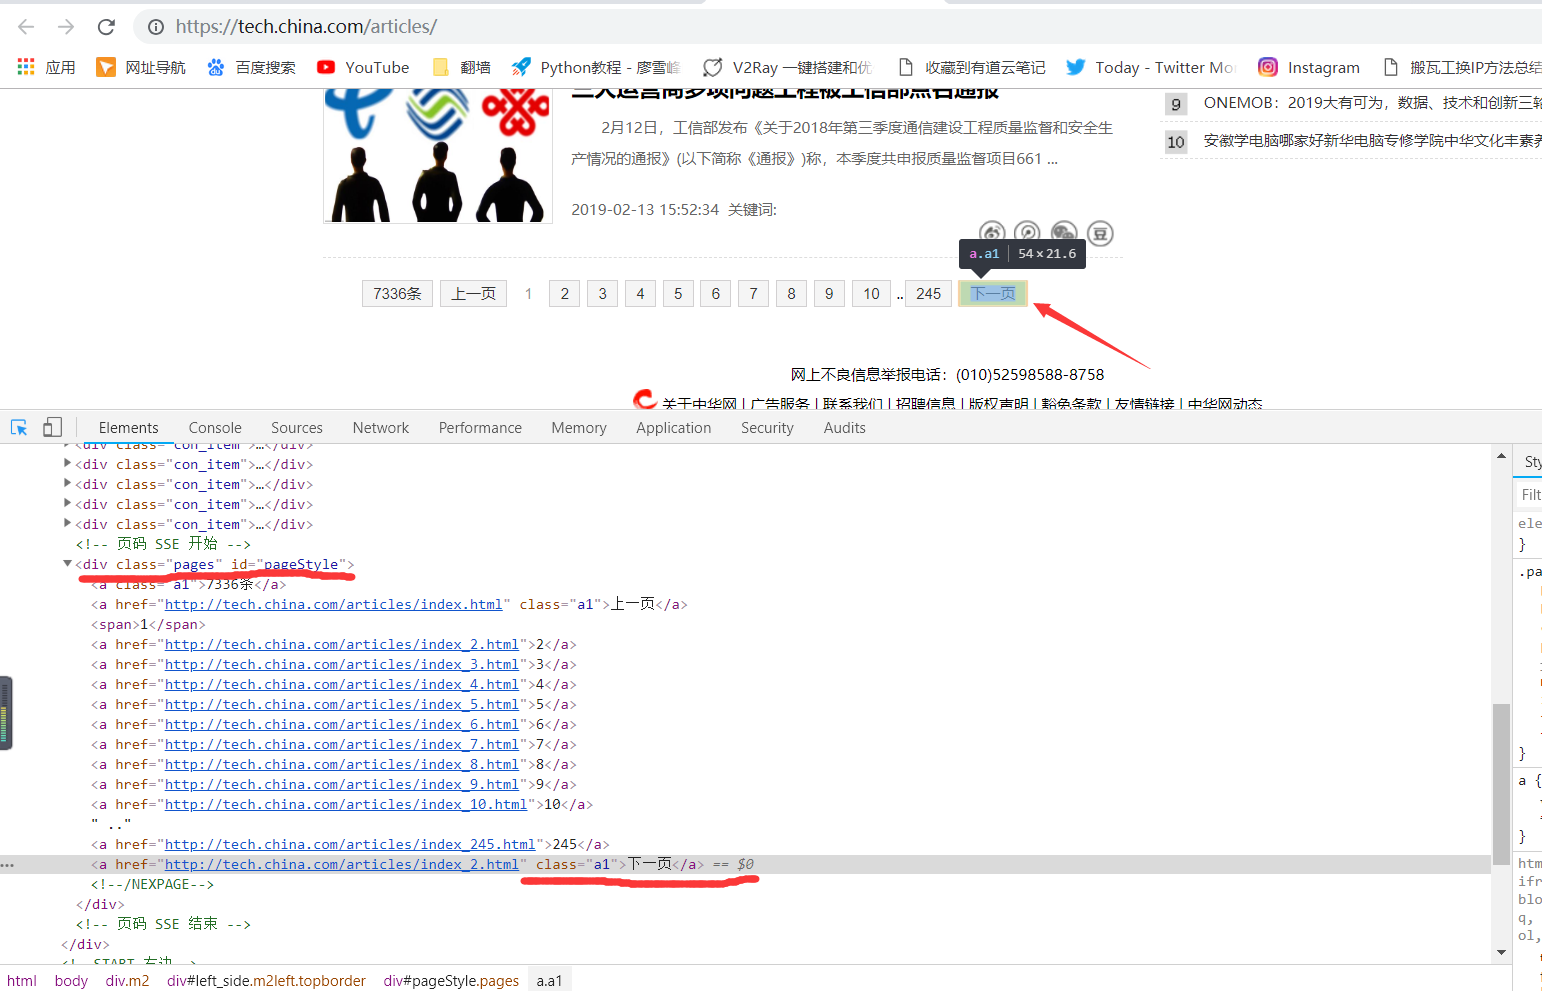 https://tech.china.com/articles/
应用 网址导航 百度搜索 YouTube 翻墙 Python教程 - 廖雪峰 V2Ray 一键搭建和优 收藏到有道云笔记 Today - Twitter Mo Instagram 搬瓦工换IP方法总结
三大运营商多项问题工程被工信部点名通报
2月12日，工信部发布《关于2018年第三季度通信建设工程质量监督和安全生
产情况的通报》(以下简称《通报》)称，本季度共申报质量监督项目661 ...
2019-02-13 15:52:34 关键词:
豆
9 ONEMOB：2019大有可为，数据、技术和创新三轮
10 安徽学电脑哪家好新华电脑专修学院中华文化丰素养
a.a1 54×21.6
7336条 上一页 1 2 3 4 5 6 7 8 9 10 .. 245 下一页
网上不良信息举报电话：(010)52598588-8758
关于中华网 | 广告服务 | 联系我们 | 招聘信息 | 版权声明 | 豁免条款 | 友情链接 | 中华网动态
Elements Console Sources Network Performance Memory Application Security Audits
<div class="con_item">…</div>
<div class="con_item">…</div>
<div class="con_item">…</div>
<div class="con_item">…</div>
<div class="con_item">…</div>
<!-- 页码 SSE 开始 -->
<div class="pages" id="pageStyle">
<a class="a1">7336条</a>
<a href="http://tech.china.com/articles/index.html" class="a1">上一页</a>
<span>1</span>
<a href="http://tech.china.com/articles/index_2.html">2</a>
<a href="http://tech.china.com/articles/index_3.html">3</a>
<a href="http://tech.china.com/articles/index_4.html">4</a>
<a href="http://tech.china.com/articles/index_5.html">5</a>
<a href="http://tech.china.com/articles/index_6.html">6</a>
<a href="http://tech.china.com/articles/index_7.html">7</a>
<a href="http://tech.china.com/articles/index_8.html">8</a>
<a href="http://tech.china.com/articles/index_9.html">9</a>
<a href="http://tech.china.com/articles/index_10.html">10</a>
" .."
<a href="http://tech.china.com/articles/index_245.html">245</a>
... <a href="http://tech.china.com/articles/index_2.html" class="a1">下一页</a> == $0
<!--/NEXPAGE-->
</div>
<!-- 页码 SSE 结束 -->
</div>
<!--START 右边-->
Sty
Filt
ele
}
.pa
}
a {
}
htm
ifr
blo
q,
ol,
html body div.m2 div#left_side.m2left.topborder div#pageStyle.pages a.a1